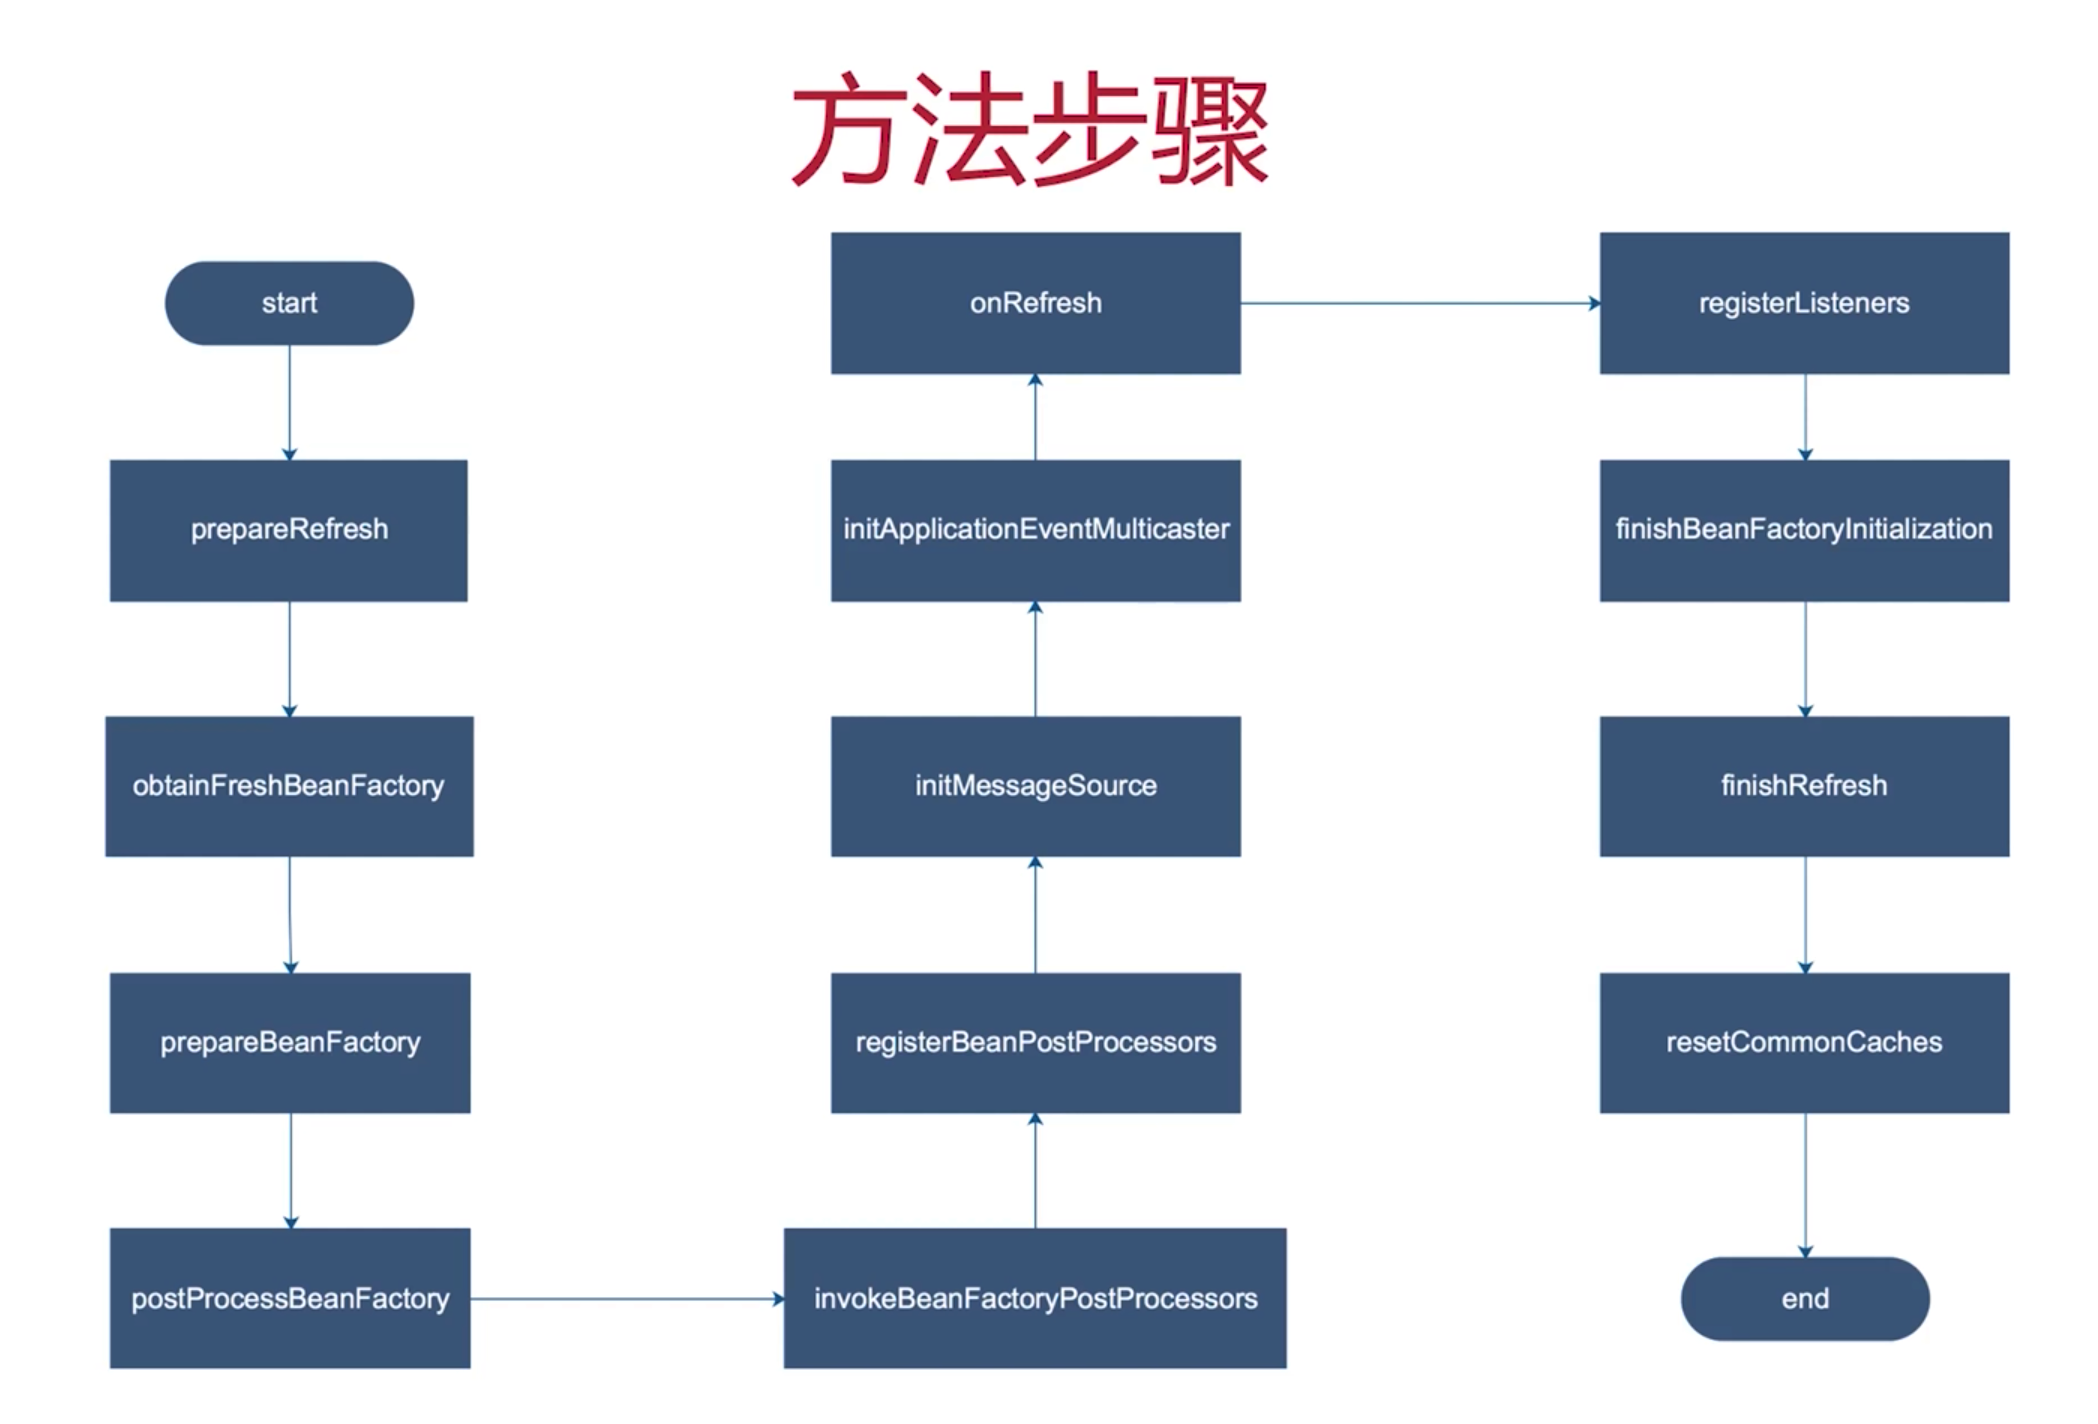 方法步骤
start
prepareRefresh
obtainFreshBeanFactory
prepareBeanFactory
postProcessBeanFactory
invokeBeanFactoryPostProcessors
registerBeanPostProcessors
initMessageSource
initApplicationEventMulticaster
onRefresh
registerListeners
finishBeanFactoryInitialization
finishRefresh
resetCommonCaches
end